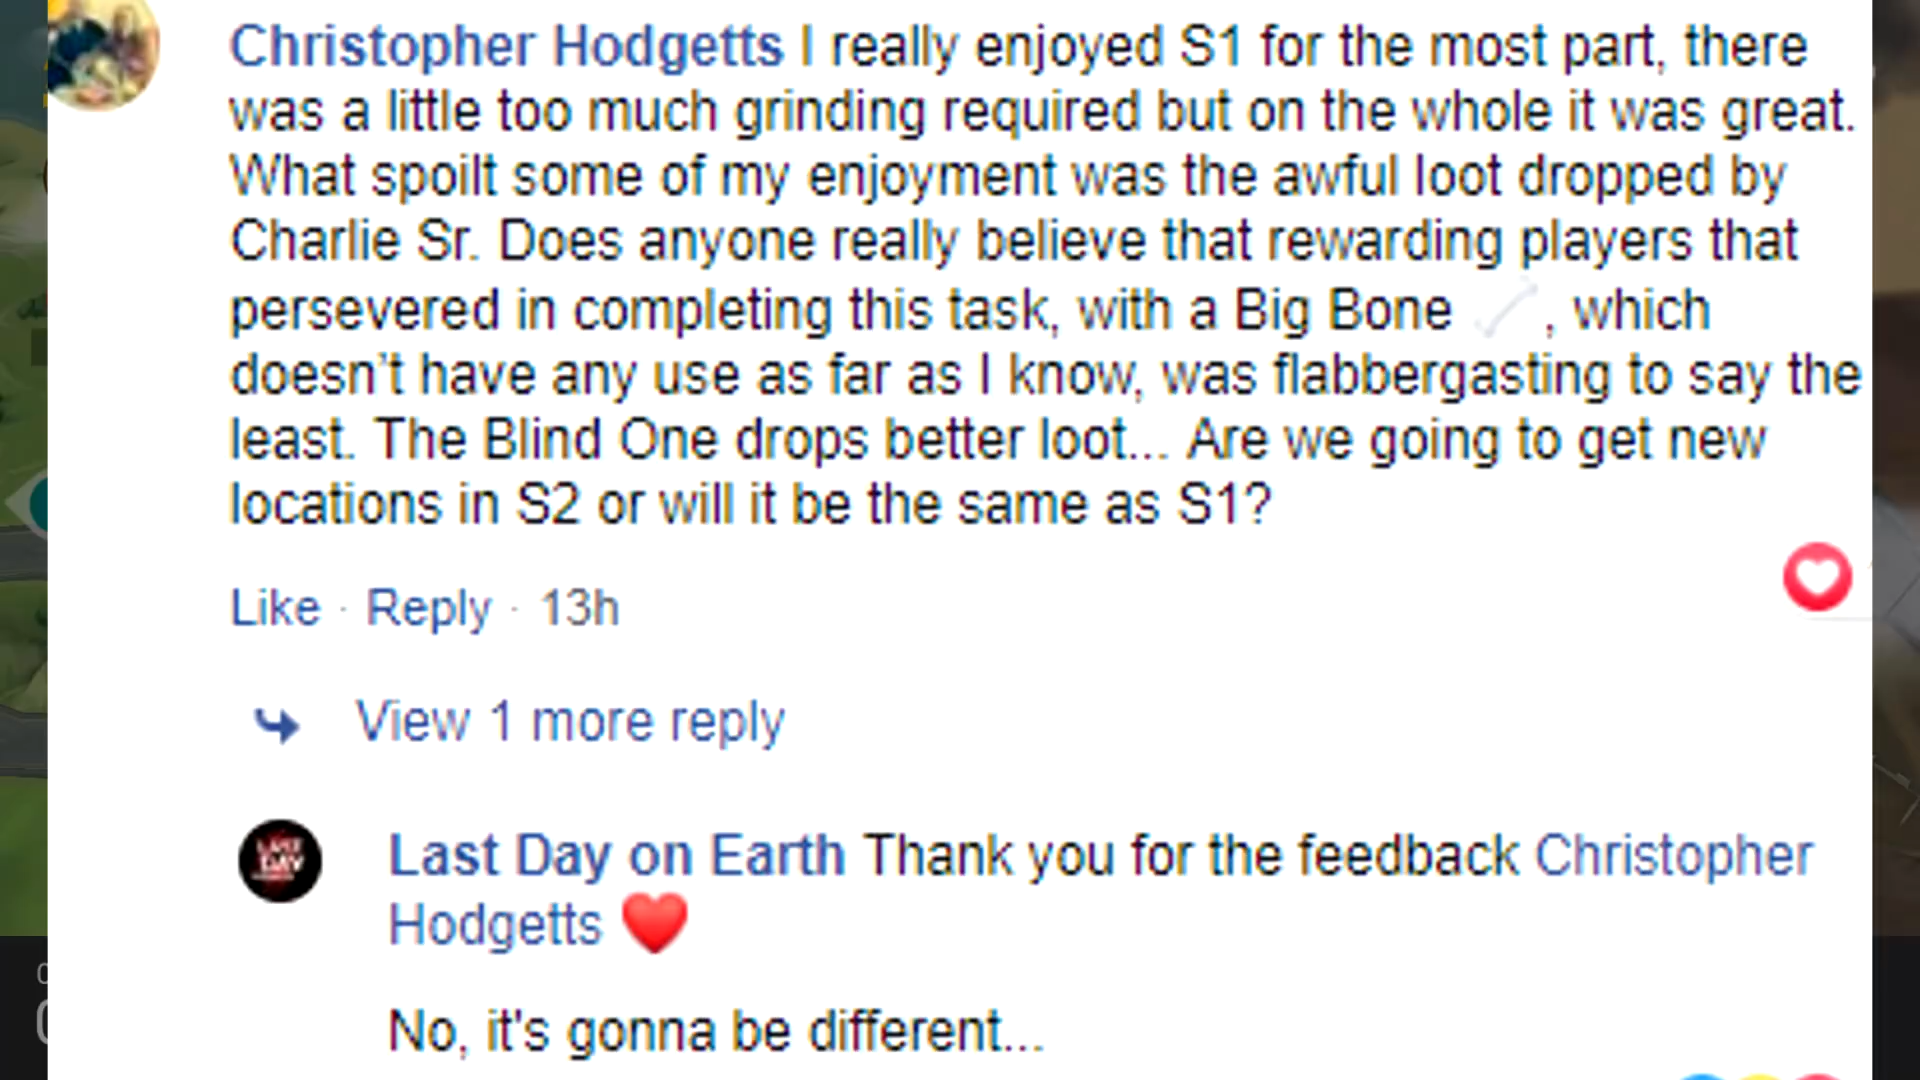 Christopher Hodgetts I really enjoyed S1 for the most part, there
was a little too much grinding required but on the whole it was great.
What spoilt some of my enjoyment was the awful loot dropped by
Charlie Sr. Does anyone really believe that rewarding players that
persevered in completing this task, with a Big Bone 🦴, which
doesn't have any use as far as I know, was flabbergasting to say the
least. The Blind One drops better loot... Are we going to get new
locations in S2 or will it be the same as S1?
Like · Reply · 13h
View 1 more reply
LAST
DAY
Last Day on Earth Thank you for the feedback Christopher
Hodgetts ❤️
No, it's gonna be different...